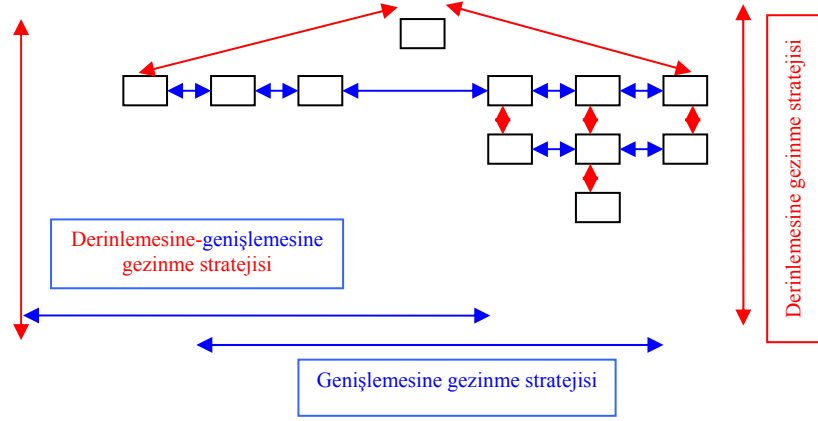 Derinlemesine gezinme stratejisi
Derinlemesine-genişlemesine
gezinme stratejisi
Genişlemesine gezinme stratejisi